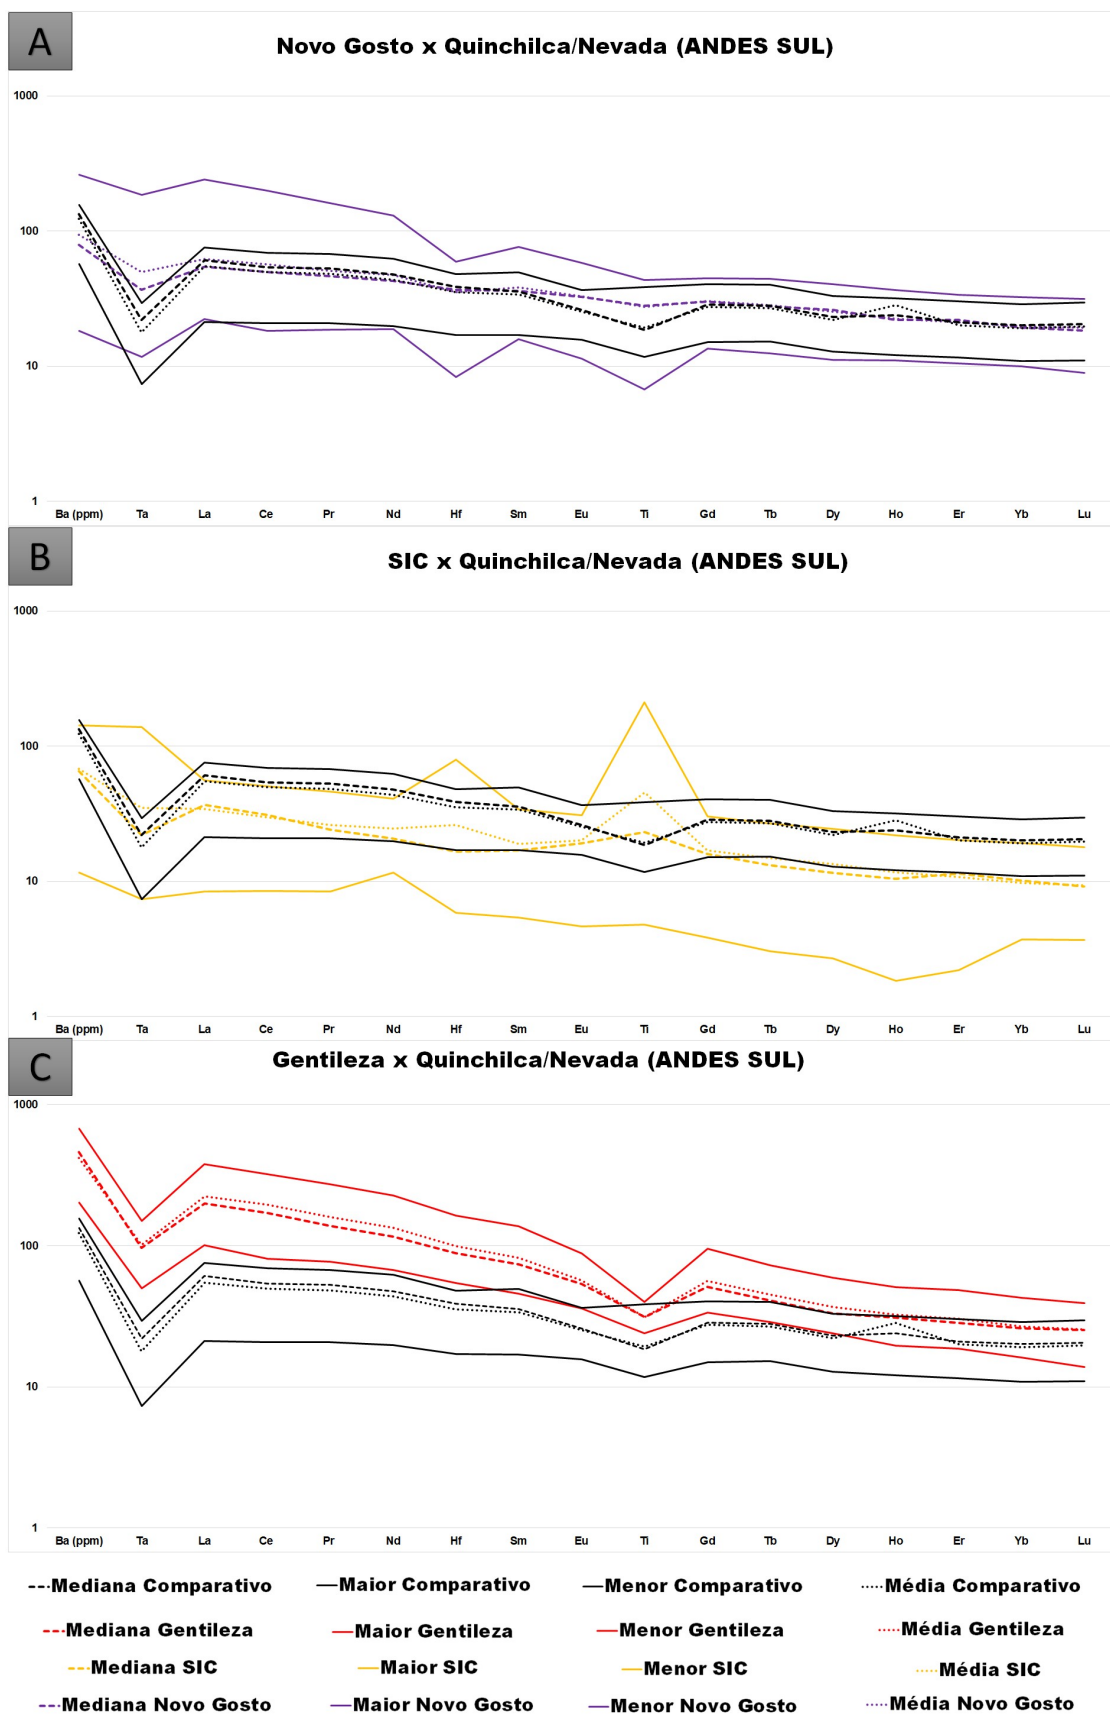 A
Novo Gosto x Quinchilca/Nevada (ANDES SUL)
1000
100
10
1
Ba (ppm) Ta La Ce Pr Nd Hf Sm Eu Ti Gd Tb Dy Ho Er Yb Lu
B
SIC x Quinchilca/Nevada (ANDES SUL)
1000
100
10
1
Ba (ppm) Ta La Ce Pr Nd Hf Sm Eu Ti Gd Tb Dy Ho Er Yb Lu
C
Gentileza x Quinchilca/Nevada (ANDES SUL)
1000
100
10
1
Ba (ppm) Ta La Ce Pr Nd Hf Sm Eu Ti Gd Tb Dy Ho Er Yb Lu
Mediana Comparativo Maior Comparativo Menor Comparativo Média Comparativo
Mediana Gentileza Maior Gentileza Menor Gentileza Média Gentileza
Mediana SIC Maior SIC Menor SIC Média SIC
Mediana Novo Gosto Maior Novo Gosto Menor Novo Gosto Média Novo Gosto